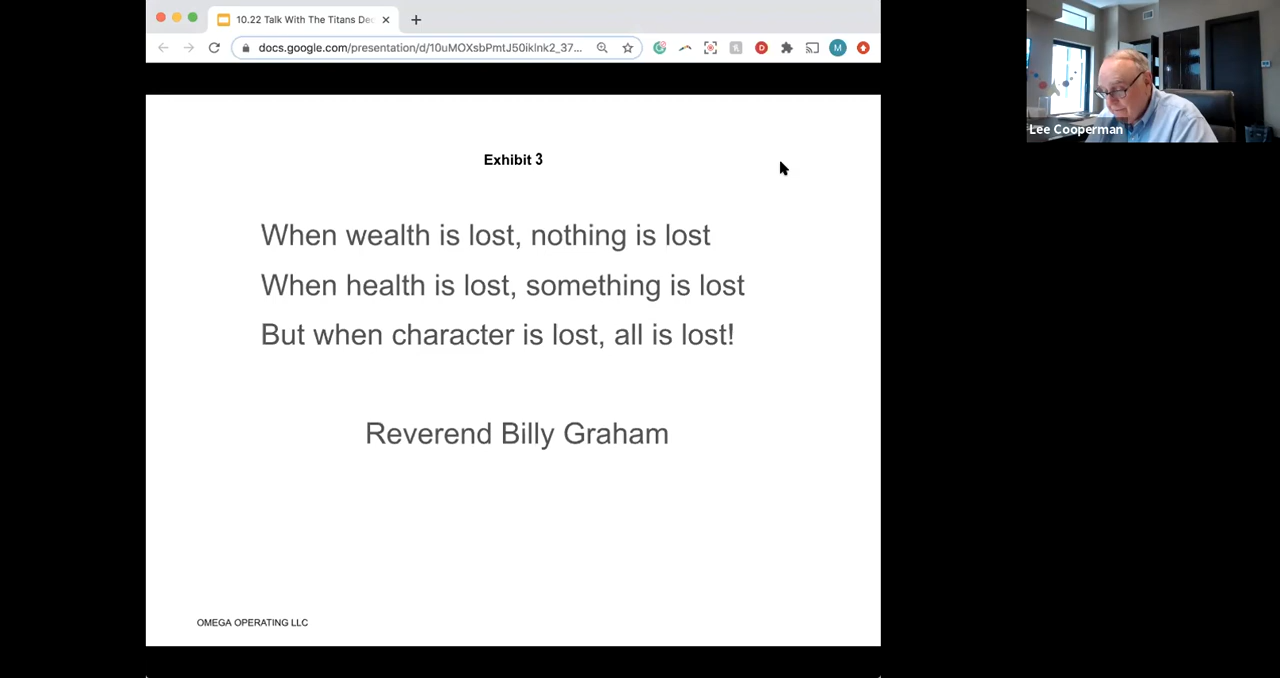 10.22 Talk With The Titans Dec
docs.google.com/presentation/d/10uMOXsbPmtJ50iklnk2_37...
D
M
Lee Cooperman
Exhibit 3
When wealth is lost, nothing is lost
When health is lost, something is lost
But when character is lost, all is lost!
Reverend Billy Graham
OMEGA OPERATING LLC